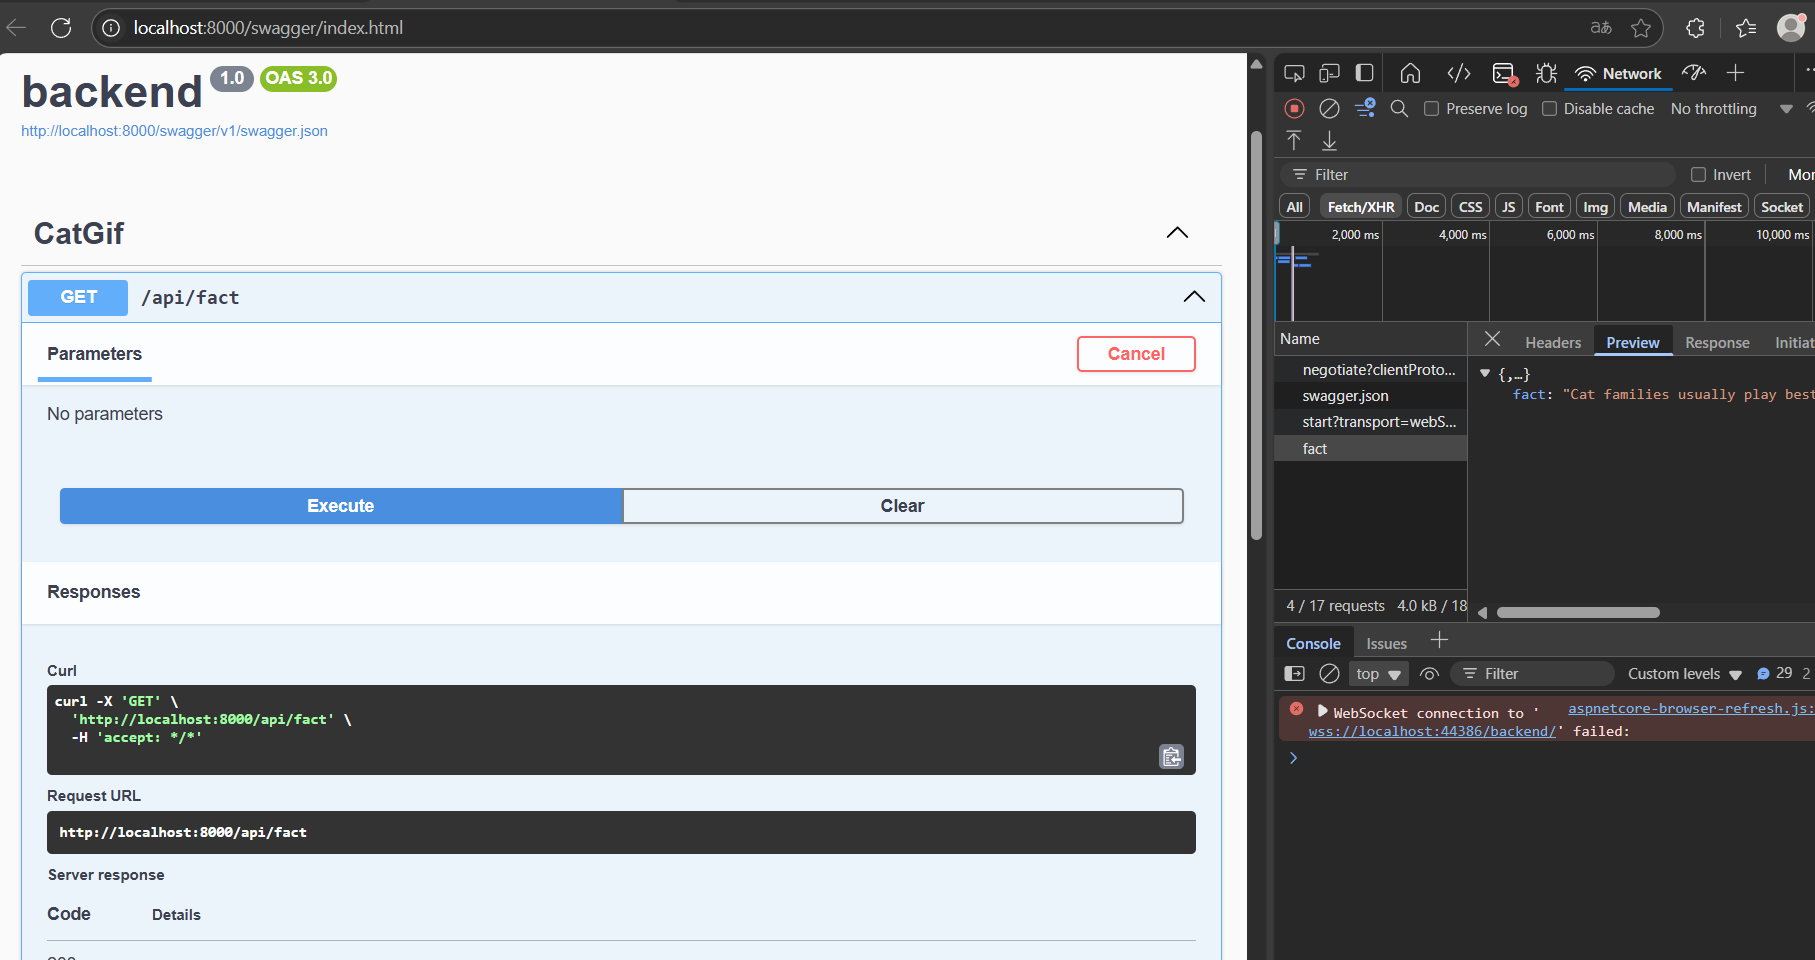 localhost:8000/swagger/index.html
backend 1.0 OAS 3.0
http://localhost:8000/swagger/v1/swagger.json
CatGif
GET /api/fact
Parameters
Cancel
No parameters
Execute
Clear
Responses
Curl
curl -X 'GET' \
'http://localhost:8000/api/fact' \
-H 'accept: */*'
Request URL
http://localhost:8000/api/fact
Server response
Code Details
Network
Preserve log Disable cache No throttling
Filter Invert Mor
All Fetch/XHR Doc CSS JS Font Img Media Manifest Socket
2,000 ms 4,000 ms 6,000 ms 8,000 ms 10,000 ms
Name
Headers Preview Response Initiat
negotiate?clientProto...
swagger.json
start?transport=webS...
fact
{,…}
fact: "Cat families usually play best
4 / 17 requests 4.0 kB / 18
Console Issues
top Filter Custom levels 29 2
WebSocket connection to ' aspnetcore-browser-refresh.js:
wss://localhost:44386/backend/' failed: